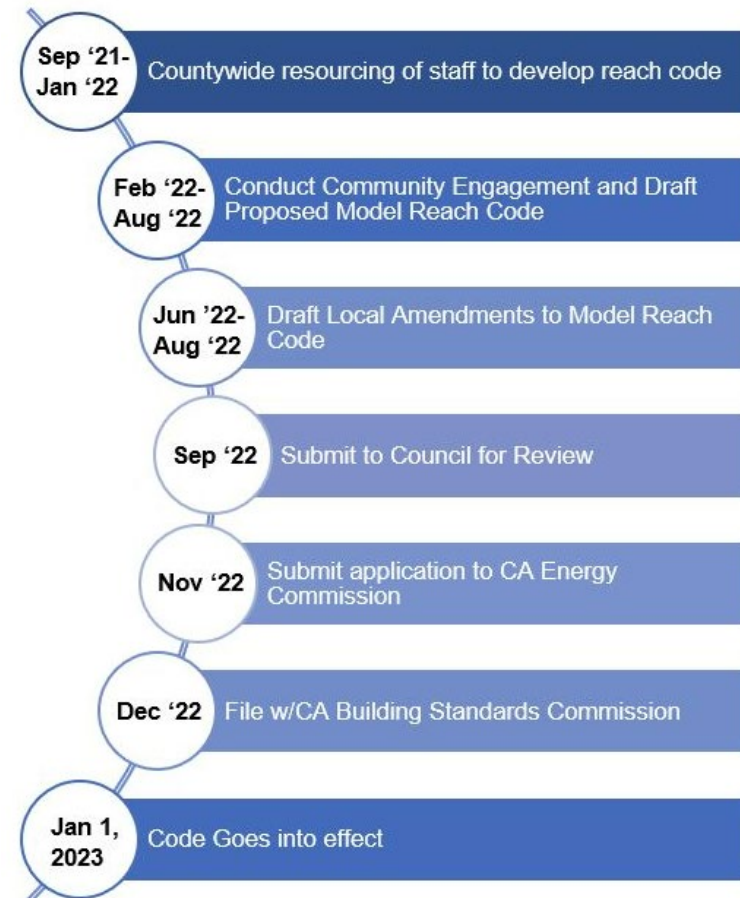 Sep ‘21-
Jan ‘22
Countywide resourcing of staff to develop reach code
Feb ‘22-
Aug ‘22
Conduct Community Engagement and Draft
Proposed Model Reach Code
Jun ’22-
Aug ‘22
Draft Local Amendments to Model Reach
Code
Sep ‘22
Submit to Council for Review
Nov ‘22
Submit application to CA Energy
Commission
Dec ‘22
File w/CA Building Standards Commission
Jan 1,
2023
Code Goes into effect